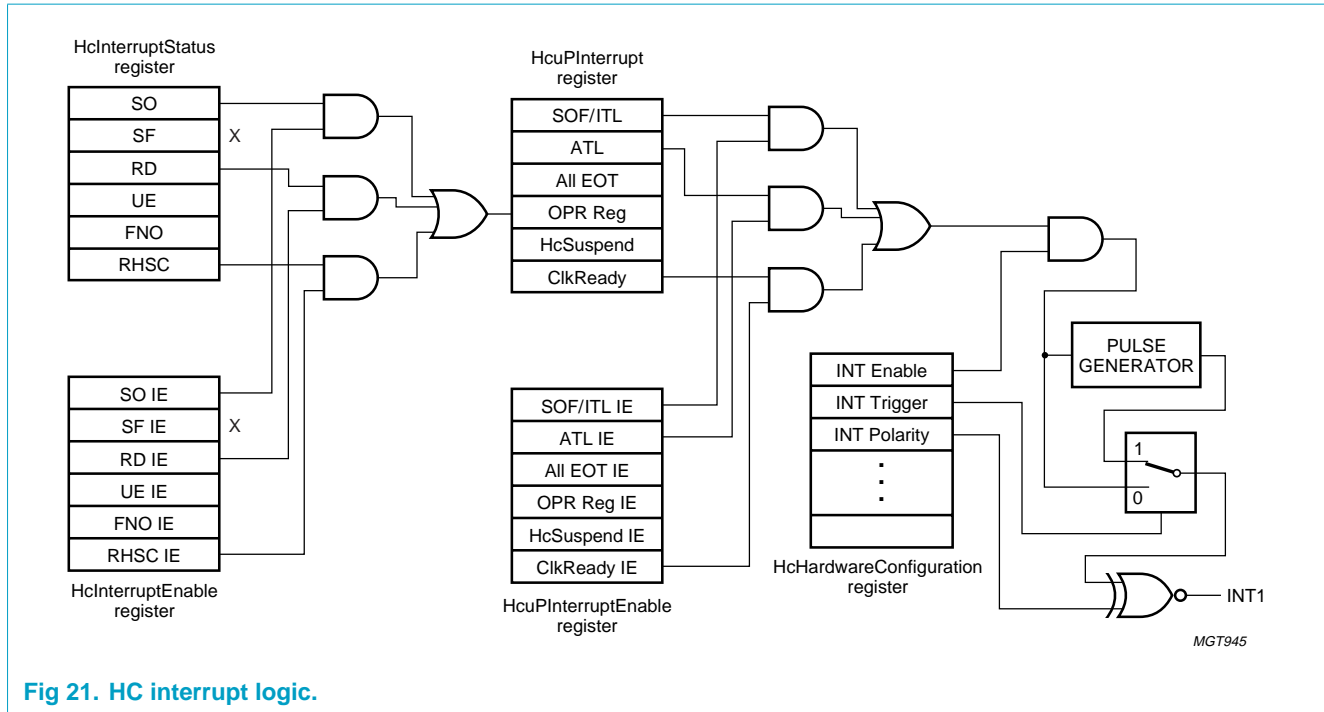 HcInterruptStatus
register
SO
SF
X
RD
UE
FNO
RHSC
SO IE
SF IE
X
RD IE
UE IE
FNO IE
RHSC IE
HcInterruptEnable
register
HcuPInterrupt
register
SOF/ITL
ATL
All EOT
OPR Reg
HcSuspend
ClkReady
SOF/ITL IE
ATL IE
All EOT IE
OPR Reg IE
HcSuspend IE
ClkReady IE
HcuPInterruptEnable
register
INT Enable
INT Trigger
INT Polarity
HcHardwareConfiguration
register
PULSE
GENERATOR
1
0
INT1
MGT945
Fig 21. HC interrupt logic.